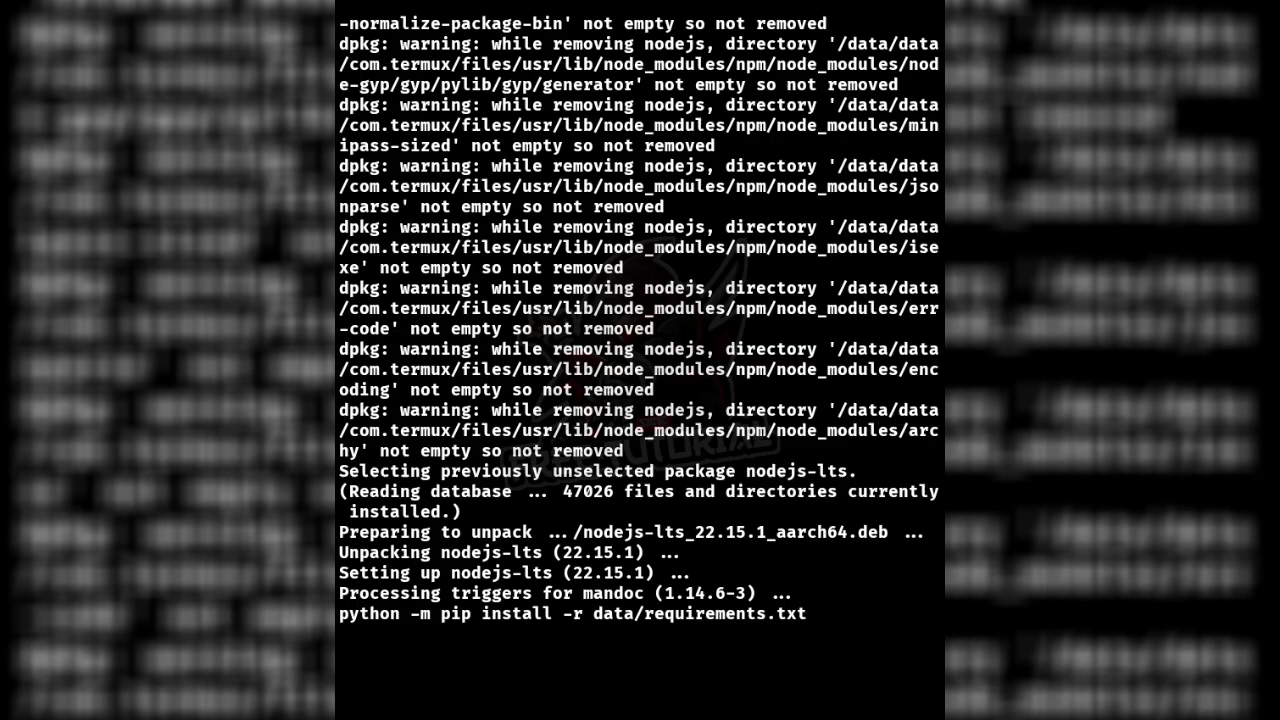 -normalize-package-bin' not empty so not removed
dpkg: warning: while removing nodejs, directory '/data/data
/com.termux/files/usr/lib/node_modules/npm/node_modules/nod
e-gyp/gyp/pylib/gyp/generator' not empty so not removed
dpkg: warning: while removing nodejs, directory '/data/data
/com.termux/files/usr/lib/node_modules/npm/node_modules/min
ipass-sized' not empty so not removed
dpkg: warning: while removing nodejs, directory '/data/data
/com.termux/files/usr/lib/node_modules/npm/node_modules/jso
nparse' not empty so not removed
dpkg: warning: while removing nodejs, directory '/data/data
/com.termux/files/usr/lib/node_modules/npm/node_modules/ise
xe' not empty so not removed
dpkg: warning: while removing nodejs, directory '/data/data
/com.termux/files/usr/lib/node_modules/npm/node_modules/err
-code' not empty so not removed
dpkg: warning: while removing nodejs, directory '/data/data
/com.termux/files/usr/lib/node_modules/npm/node_modules/enc
oding' not empty so not removed
dpkg: warning: while removing nodejs, directory '/data/data
/com.termux/files/usr/lib/node_modules/npm/node_modules/arc
hy' not empty so not removed
Selecting previously unselected package nodejs-lts.
(Reading database ... 47026 files and directories currently
 installed.)
Preparing to unpack .../nodejs-lts_22.15.1_aarch64.deb ...
Unpacking nodejs-lts (22.15.1) ...
Setting up nodejs-lts (22.15.1) ...
Processing triggers for mandoc (1.14.6-3) ...
python -m pip install -r data/requirements.txt